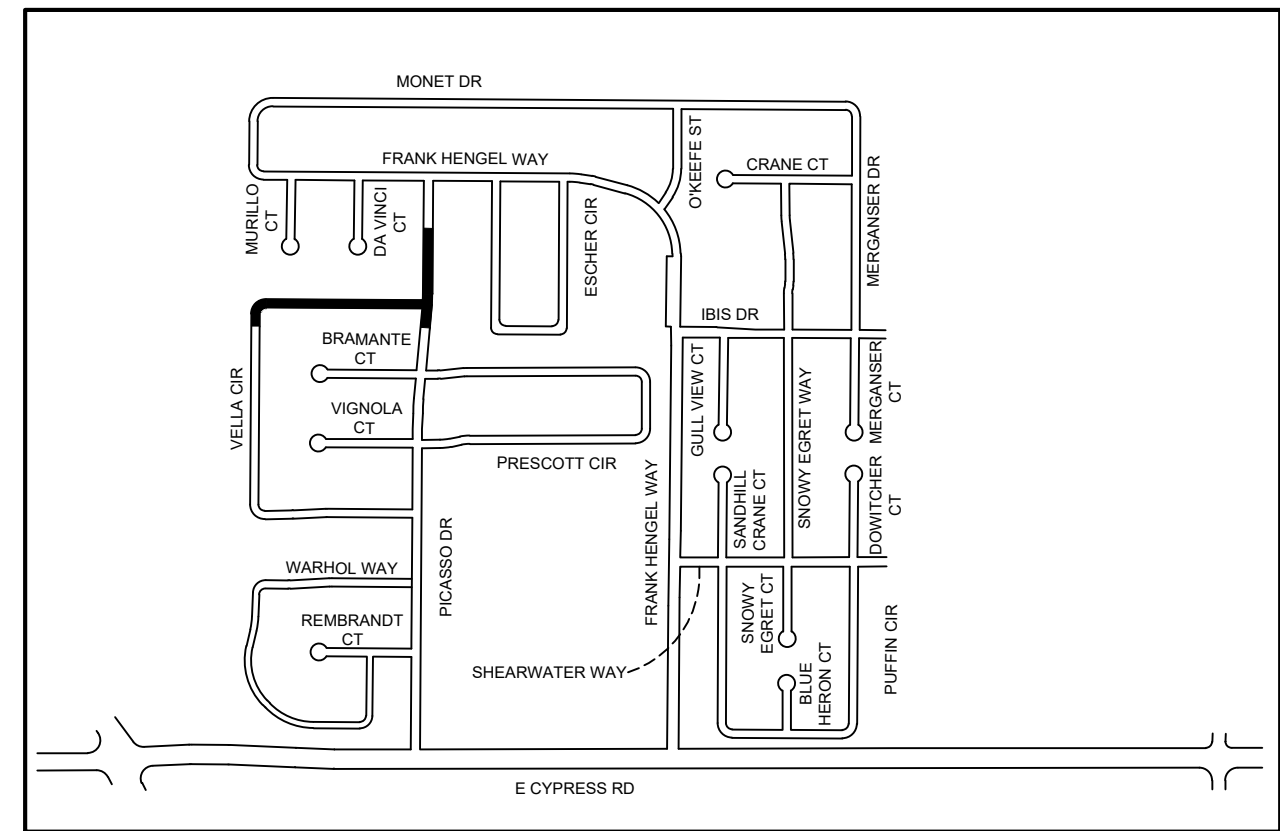 MONET DR
FRANK HENGEL WAY
O'KEEFE ST
CRANE CT
MURILLO
CT
DA VINCI
CT
ESCHER CIR
MERGANSER DR
IBIS DR
BRAMANTE
CT
VELLA CIR
VIGNOLA
CT
GULL VIEW CT
SNOWY EGRET WAY
MERGANSER
CT
PRESCOTT CIR
SANDHILL
CRANE CT
DOWITCHER
CT
PICASSO DR
FRANK HENGEL WAY
WARHOL WAY
REMBRANDT
CT
SNOWY
EGRET CT
SHEARWATER WAY
BLUE
HERON CT
PUFFIN CIR
E CYPRESS RD